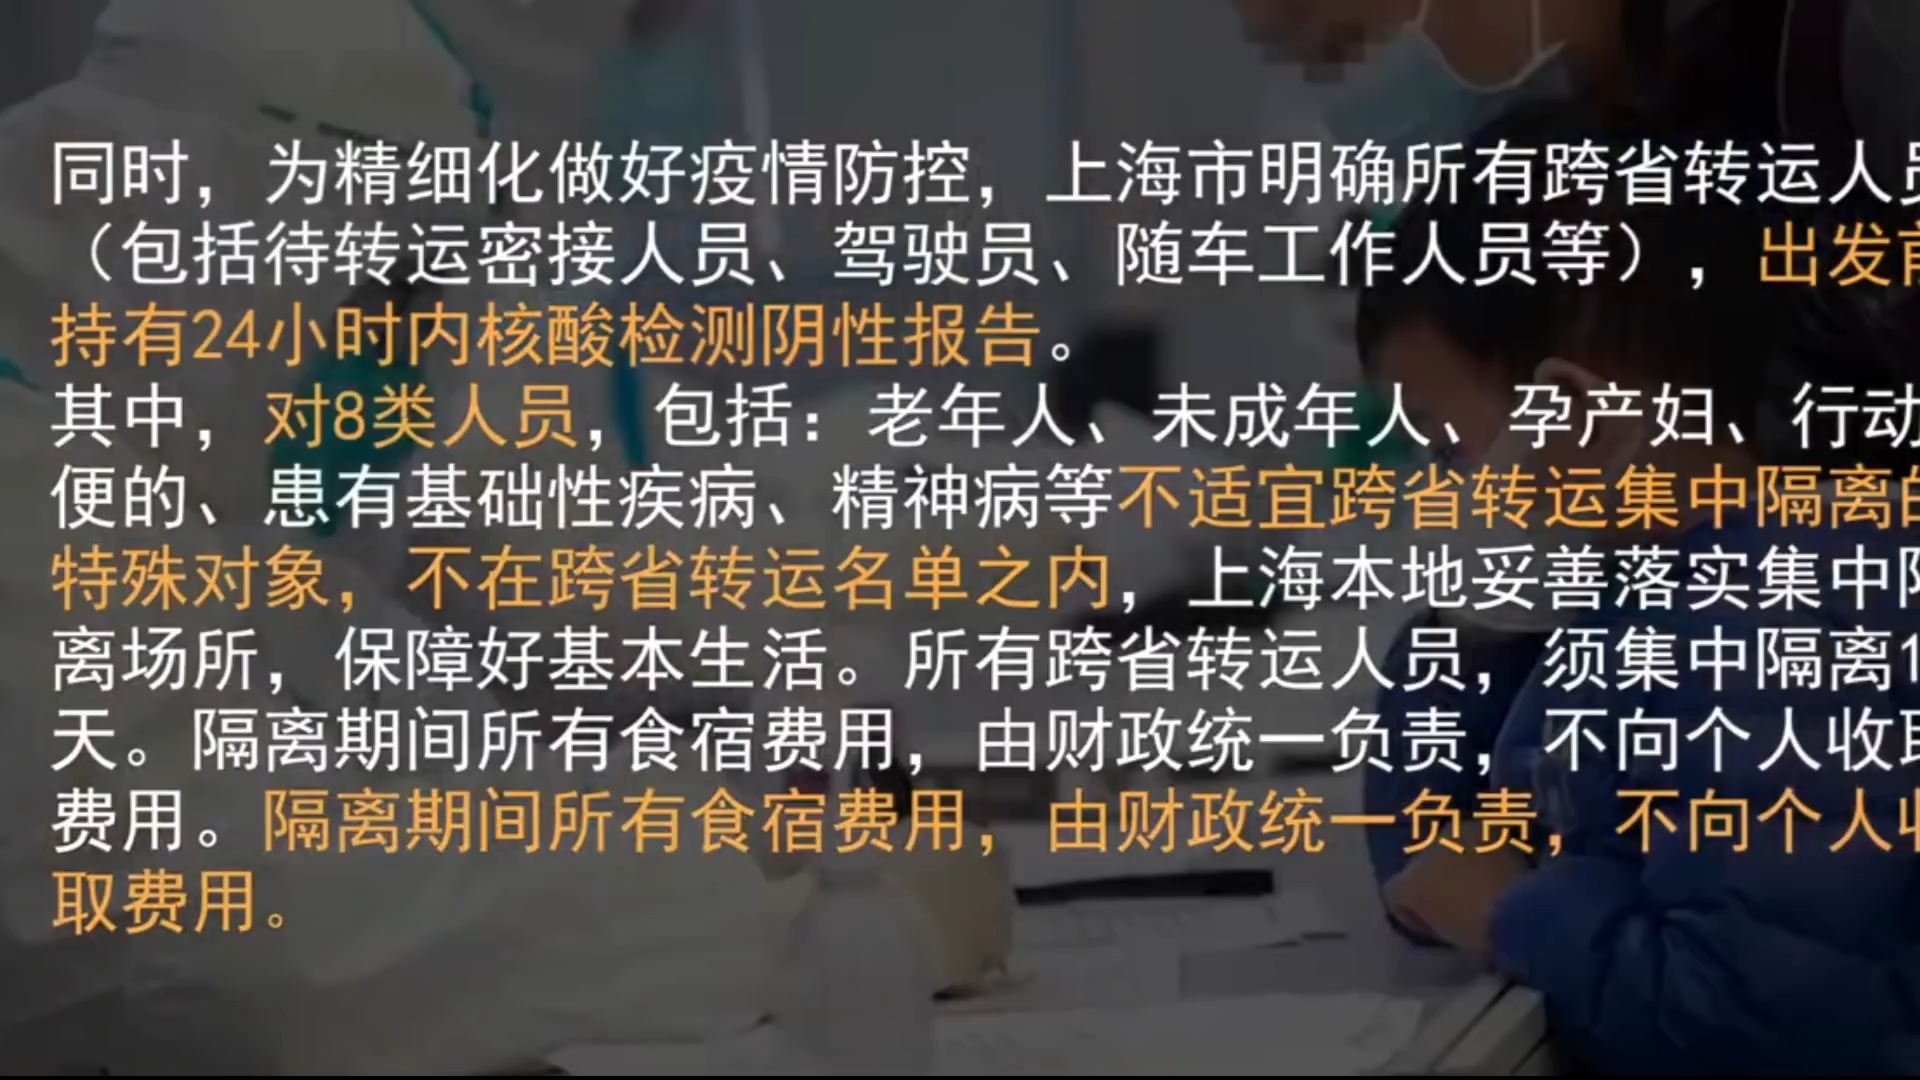 同时，为精细化做好疫情防控，上海市明确所有跨省转运人员
（包括待转运密接人员、驾驶员、随车工作人员等），出发前
持有24小时内核酸检测阴性报告。
其中，对8类人员，包括：老年人、未成年人、孕产妇、行动
便的、患有基础性疾病、精神病等不适宜跨省转运集中隔离的
特殊对象，不在跨省转运名单之内，上海本地妥善落实集中隔
离场所，保障好基本生活。所有跨省转运人员，须集中隔离1
天。隔离期间所有食宿费用，由财政统一负责，不向个人收取
费用。隔离期间所有食宿费用，由财政统一负责，不向个人收
取费用。